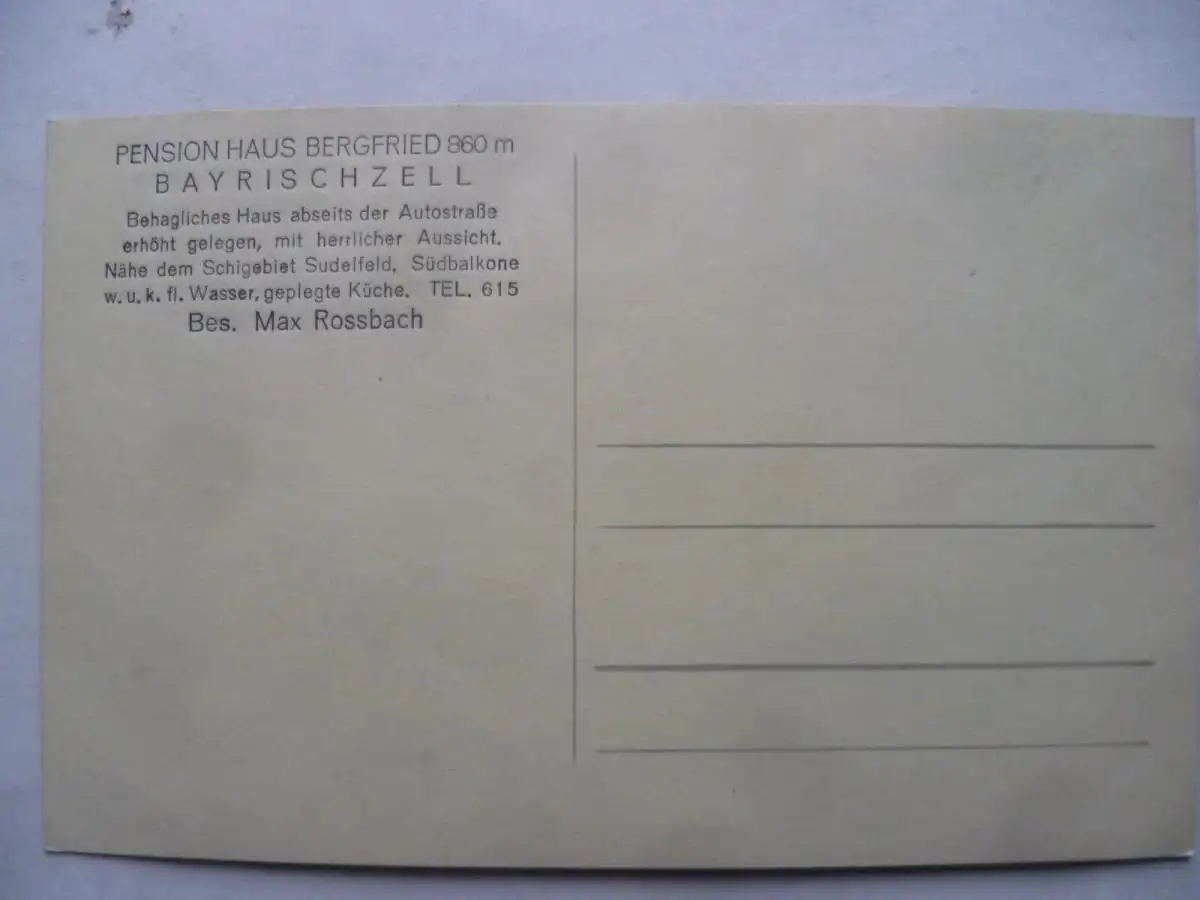 PENSION HAUS BERGFRIED 860 m
BAYRISCHZELL
Behagliches Haus abseits der Autostraße
erhöht gelegen, mit herrlicher Aussicht.
Nähe dem Schigebiet Sudelfeld, Südbalkone
w. u. k. fl. Wasser, geplegte Küche. TEL. 615
Bes. Max Rossbach